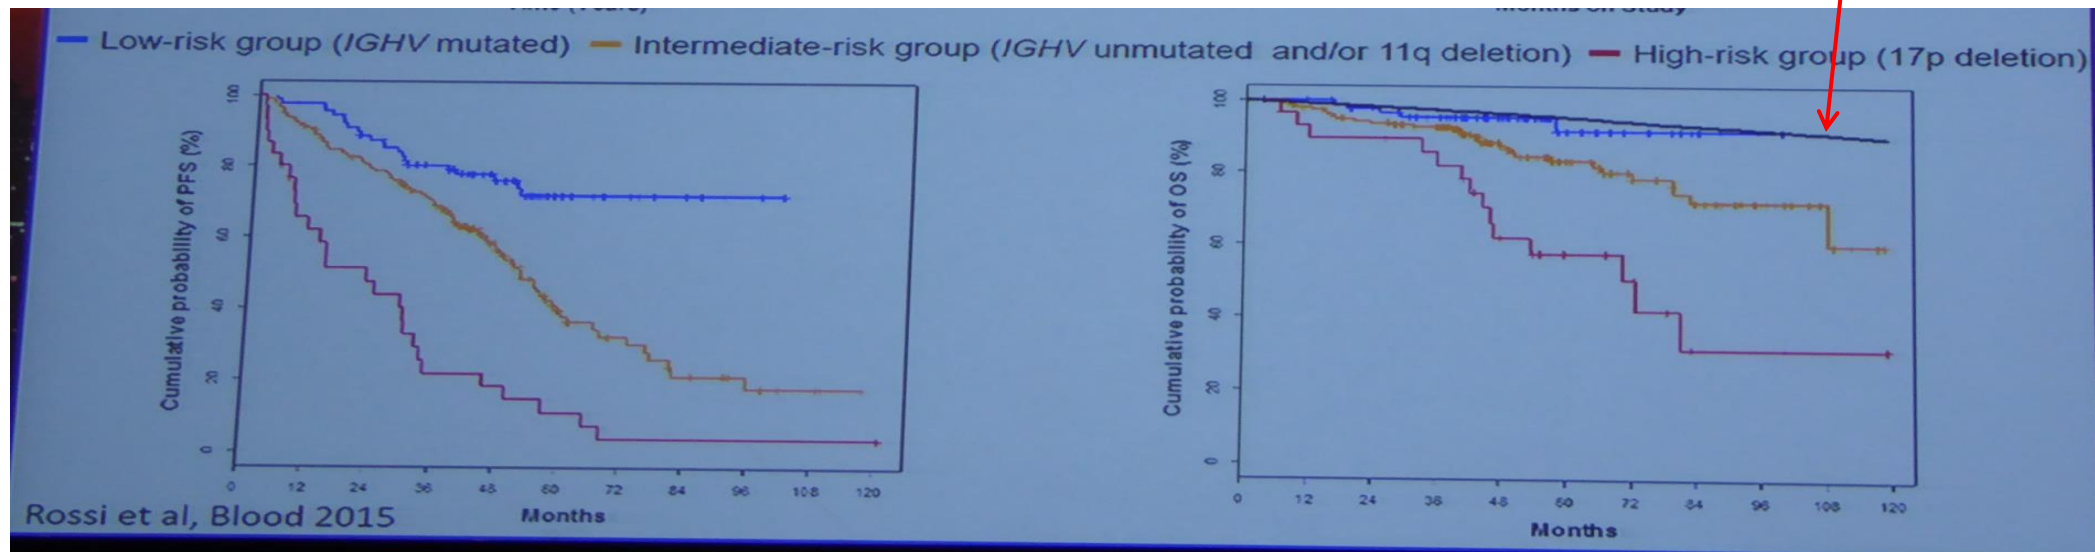 Low-risk group (IGHV mutated) Intermediate-risk group (IGHV unmutated and/or 11q deletion) High-risk group (17p deletion)
Cumulative probability of PFS (%)
100
80
60
40
20
0
0 12 24 36 48 60 72 84 96 108 120
Months
Cumulative probability of OS (%)
100
80
60
40
20
0
0 12 24 36 48 60 72 84 96 108 120
Months
Rossi et al, Blood 2015